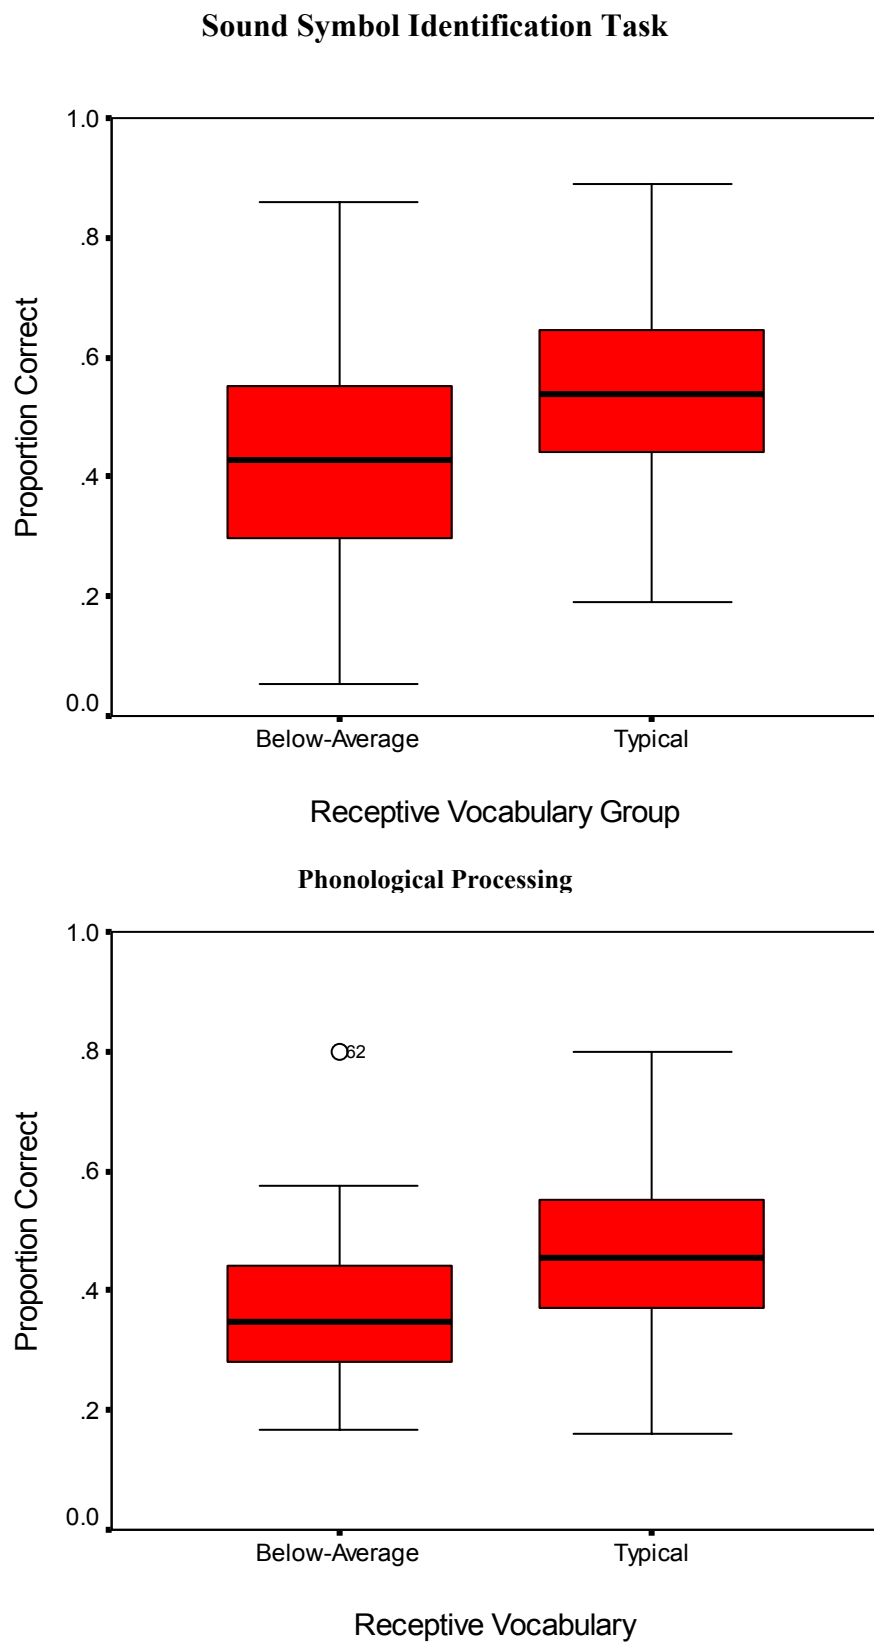 Sound Symbol Identification Task
1.0
.8
.6
.4
.2
0.0
Proportion Correct
Below-Average Typical
Receptive Vocabulary Group
Phonological Processing
1.0
.8
.6
.4
.2
0.0
Proportion Correct
62
Below-Average Typical
Receptive Vocabulary